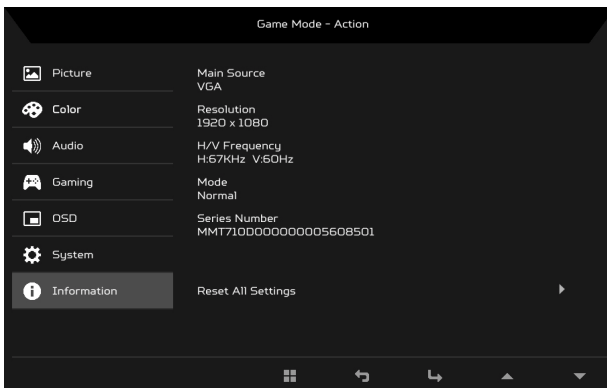 Game Mode - Action
Picture
Color
Audio
Gaming
OSD
System
Information
Main Source
VGA
Resolution
1920 x 1080
H/V Frequency
H:67KHz V:60Hz
Mode
Normal
Series Number
MMT710D000000005608501
Reset All Settings